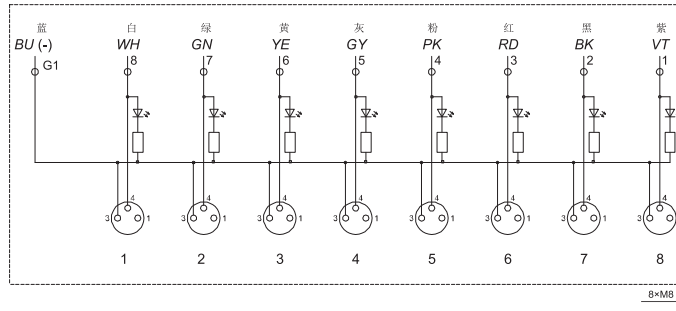 蓝 白 绿 黄 灰 粉 红 黑 紫
BU (-) WH GN YE GY PK RD BK VT
G1 8 7 6 5 4 3 2 1
4 4 4 4 4 4 4 4
3 1 3 1 3 1 3 1 3 1 3 1 3 1 3 1
1 2 3 4 5 6 7 8
8×M8